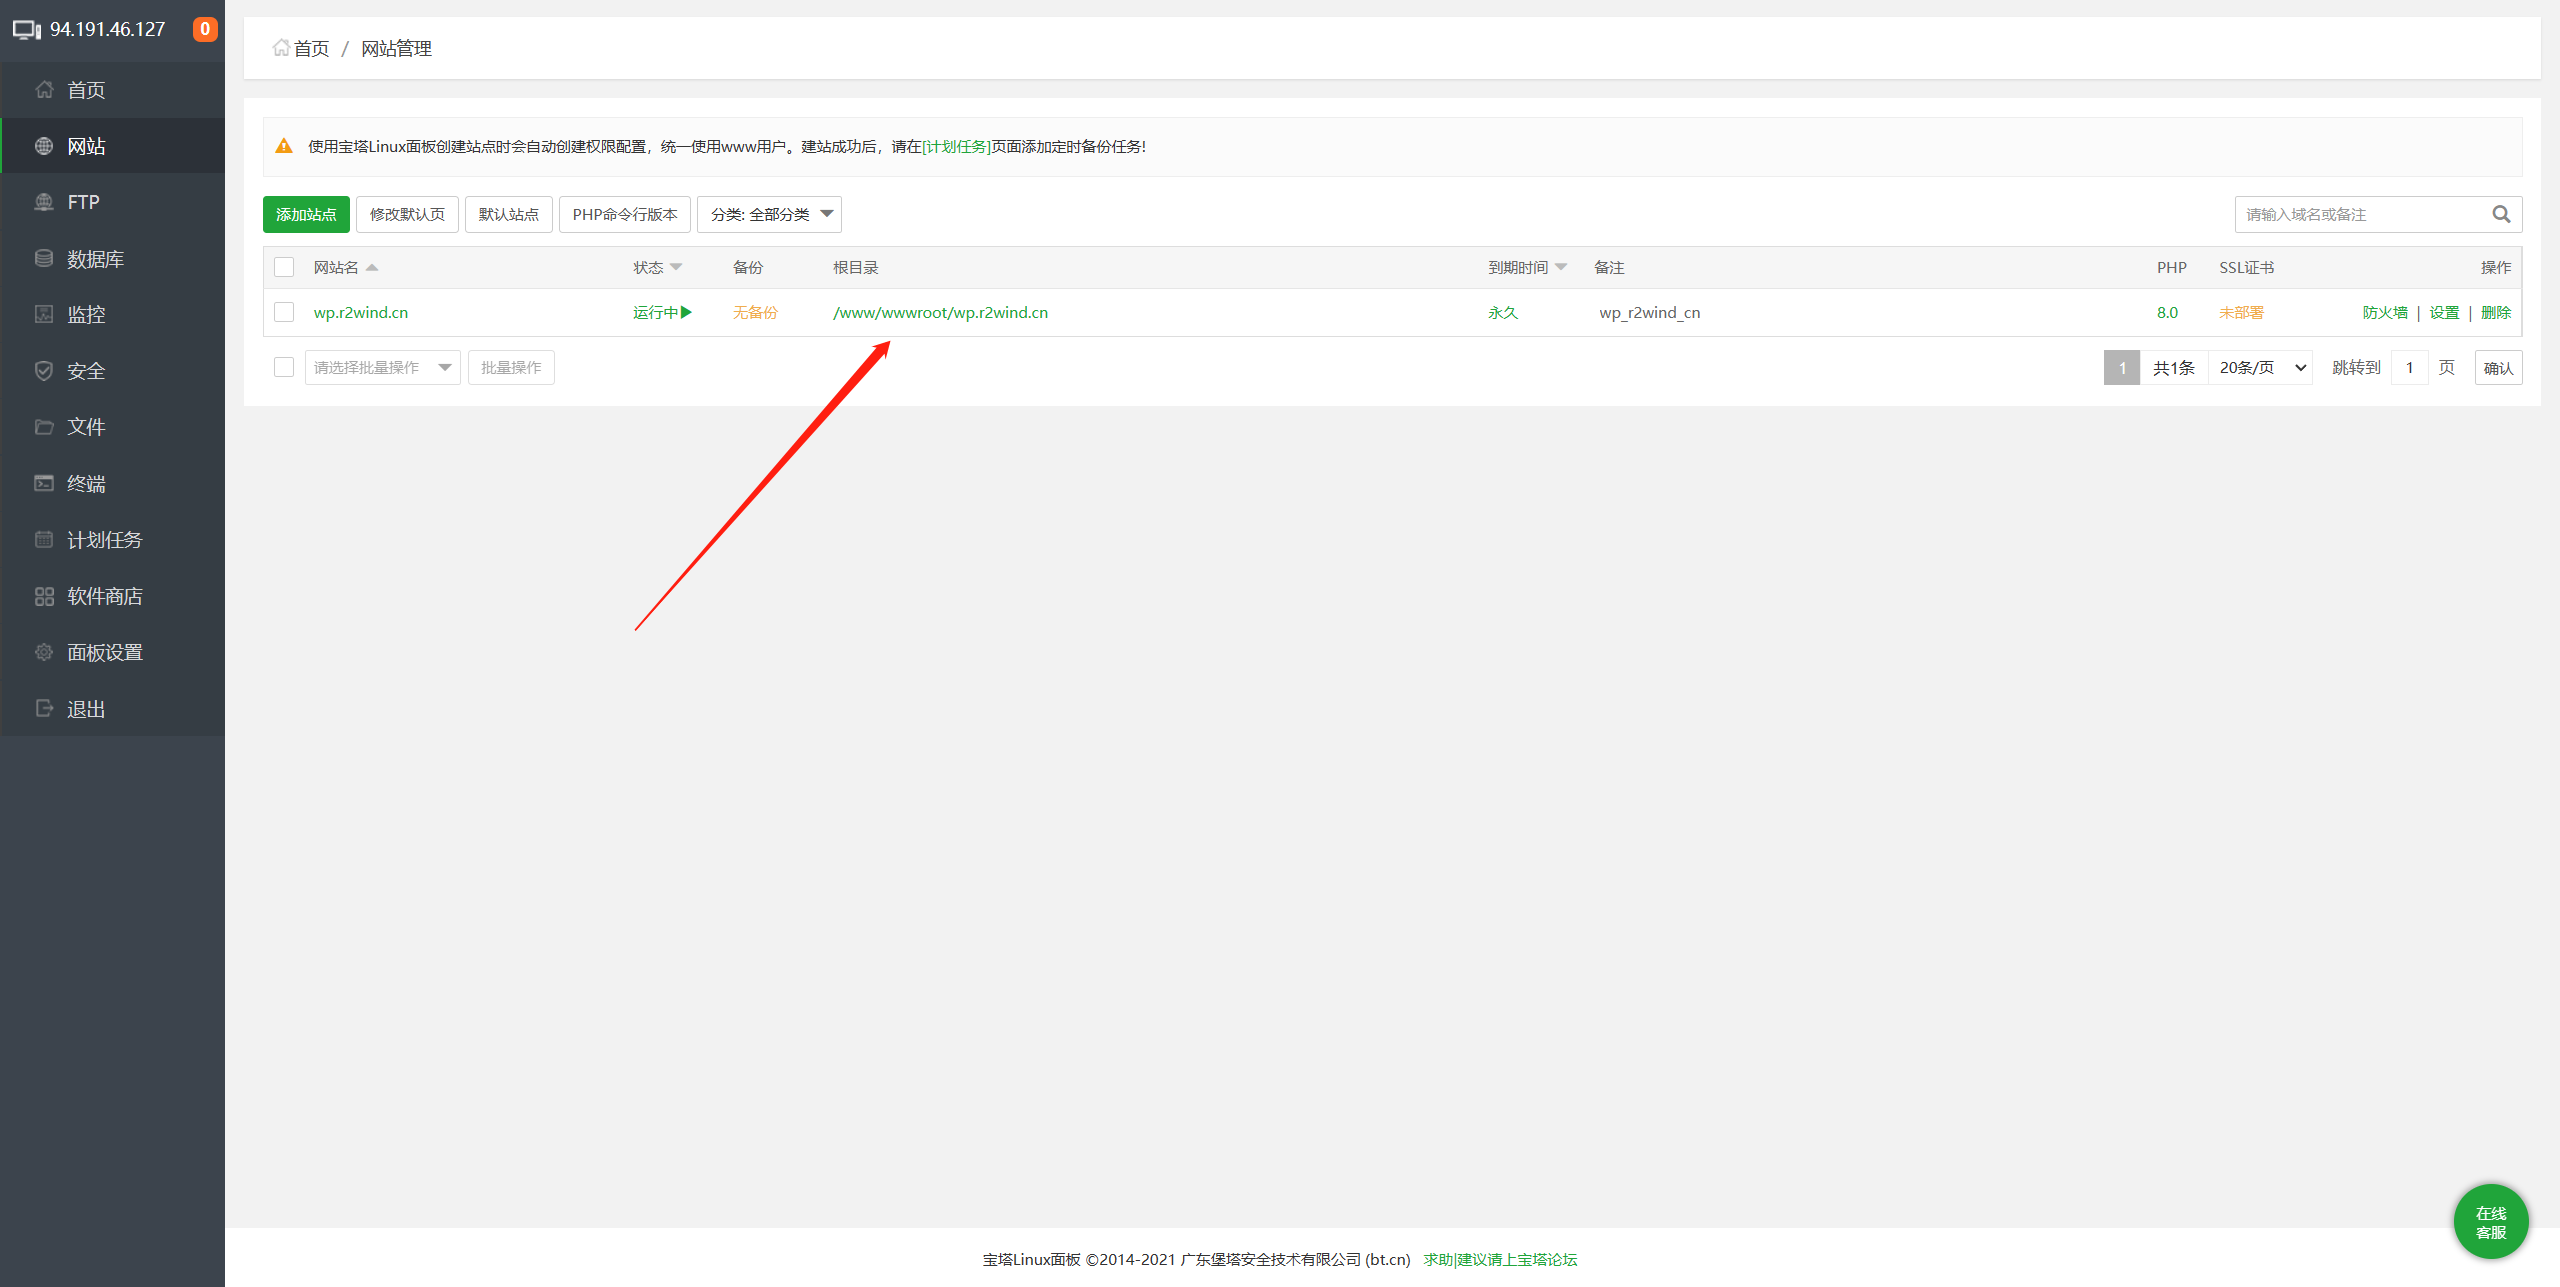 94.191.46.127 0
首页
网站
FTP
数据库
监控
安全
文件
终端
计划任务
软件商店
面板设置
退出
首页 / 网站管理
使用宝塔Linux面板创建站点时会自动创建权限配置，统一使用www用户。建站成功后，请在[计划任务]页面添加定时备份任务!
添加站点 修改默认页 默认站点 PHP命令行版本 分类: 全部分类 请输入域名或备注
网站名 状态 备份 根目录 到期时间 备注 PHP SSL证书 操作
wp.r2wind.cn 运行中 无备份 /www/wwwroot/wp.r2wind.cn 永久 wp_r2wind_cn 8.0 未部署 防火墙 | 设置 | 删除
请选择批量操作 批量操作 1 共1条 20条/页 跳转到 1 页 确认
在线
客服
宝塔Linux面板 ©2014-2021 广东堡塔安全技术有限公司 (bt.cn) 求助|建议请上宝塔论坛